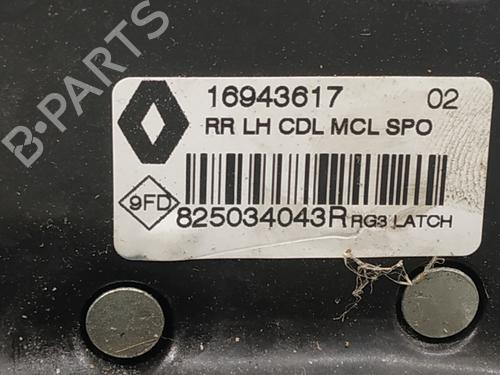 B-PARTS
16943617 02
RR LH CDL MCL SPO
9FD
825034043R RG3 LATCH